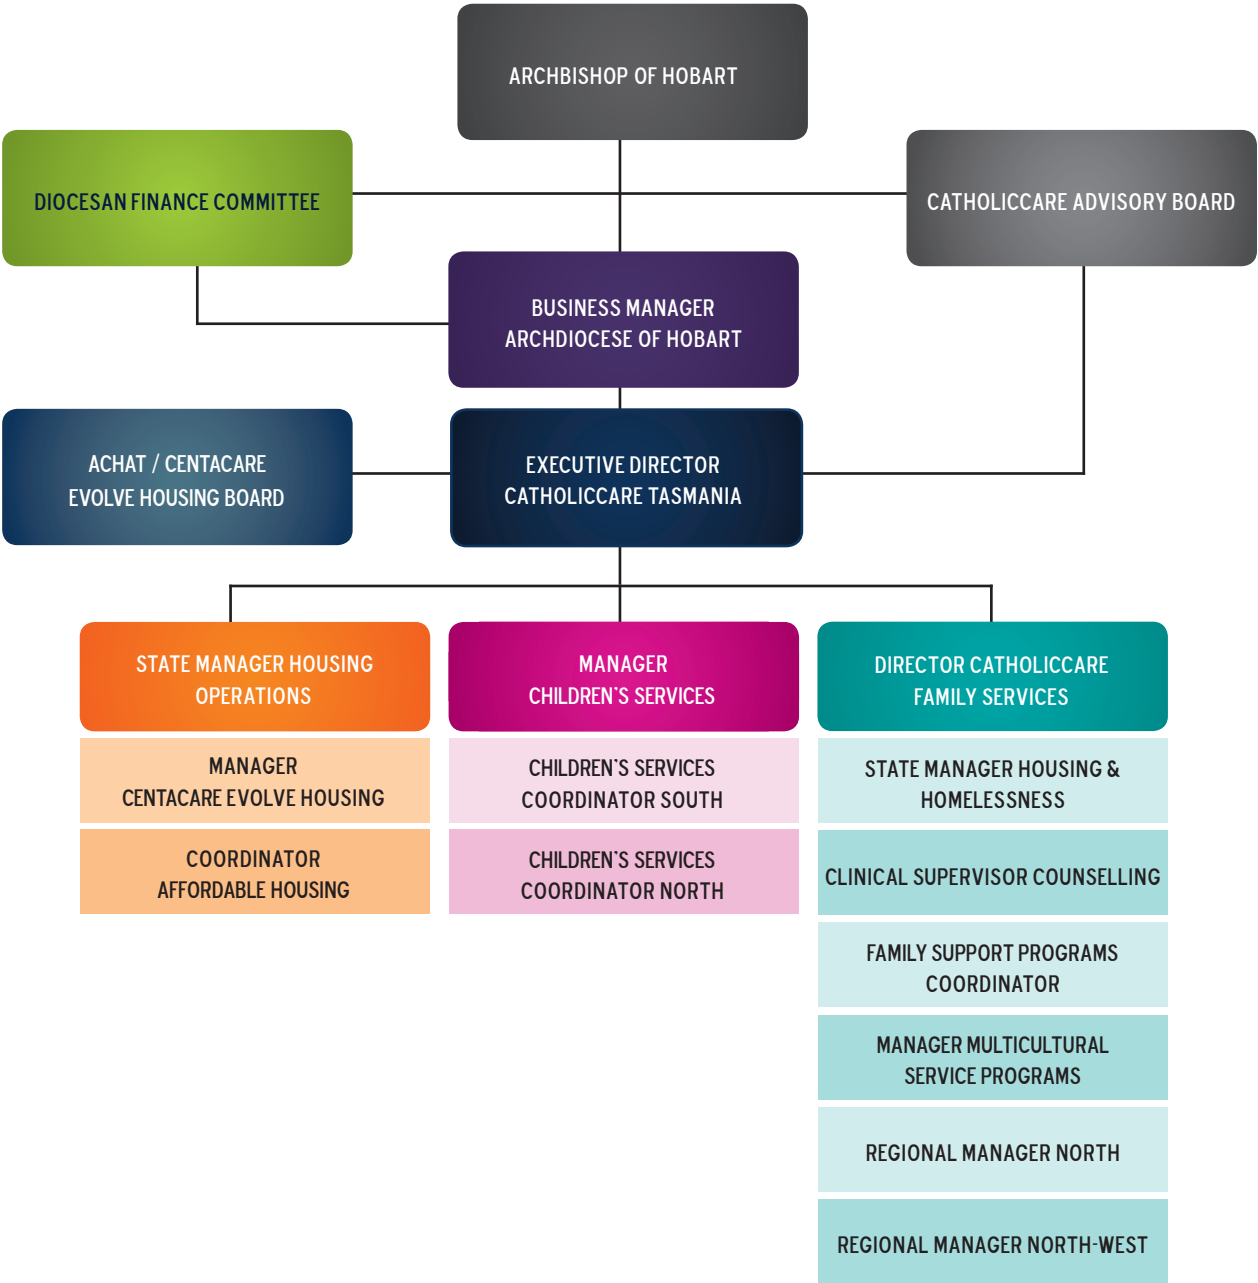 ARCHBISHOP OF HOBART
DIOCESAN FINANCE COMMITTEE
CATHOLICCARE ADVISORY BOARD
BUSINESS MANAGER
ARCHDIOCESE OF HOBART
ACHAT / CENTACARE
EVOLVE HOUSING BOARD
EXECUTIVE DIRECTOR
CATHOLICCARE TASMANIA
STATE MANAGER HOUSING
OPERATIONS
MANAGER
CENTACARE EVOLVE HOUSING
COORDINATOR
AFFORDABLE HOUSING
MANAGER
CHILDREN'S SERVICES
CHILDREN'S SERVICES
COORDINATOR SOUTH
CHILDREN'S SERVICES
COORDINATOR NORTH
DIRECTOR CATHOLICCARE
FAMILY SERVICES
STATE MANAGER HOUSING &
HOMELESSNESS
CLINICAL SUPERVISOR COUNSELLING
FAMILY SUPPORT PROGRAMS
COORDINATOR
MANAGER MULTICULTURAL
SERVICE PROGRAMS
REGIONAL MANAGER NORTH
REGIONAL MANAGER NORTH-WEST